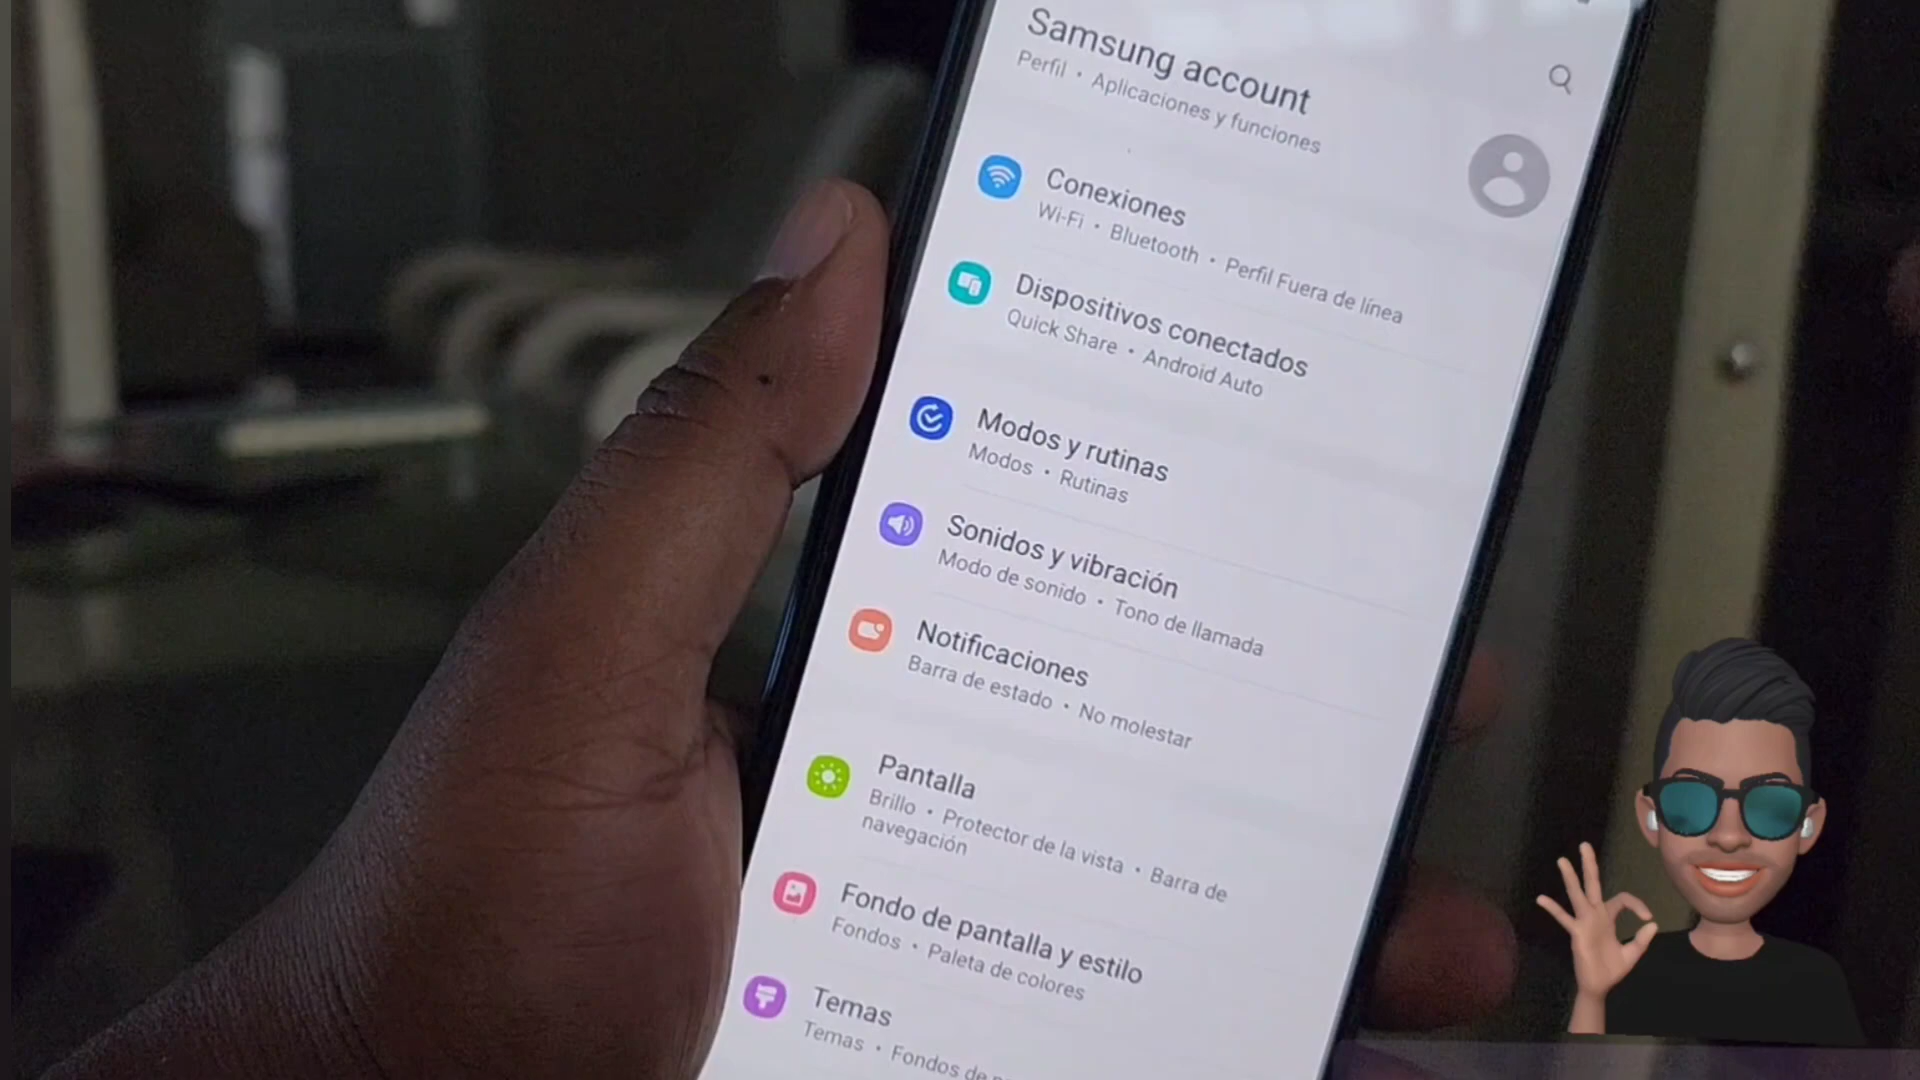 Samsung account
Perfil • Aplicaciones y funciones
Conexiones
Wi-Fi • Bluetooth • Perfil Fuera de línea
Dispositivos conectados
Quick Share • Android Auto
Modos y rutinas
Modos • Rutinas
Sonidos y vibración
Modo de sonido • Tono de llamada
Notificaciones
Barra de estado • No molestar
Pantalla
Brillo • Protector de la vista • Barra de
navegación
Fondo de pantalla y estilo
Fondos • Paleta de colores
Temas
Temas • Fondos de